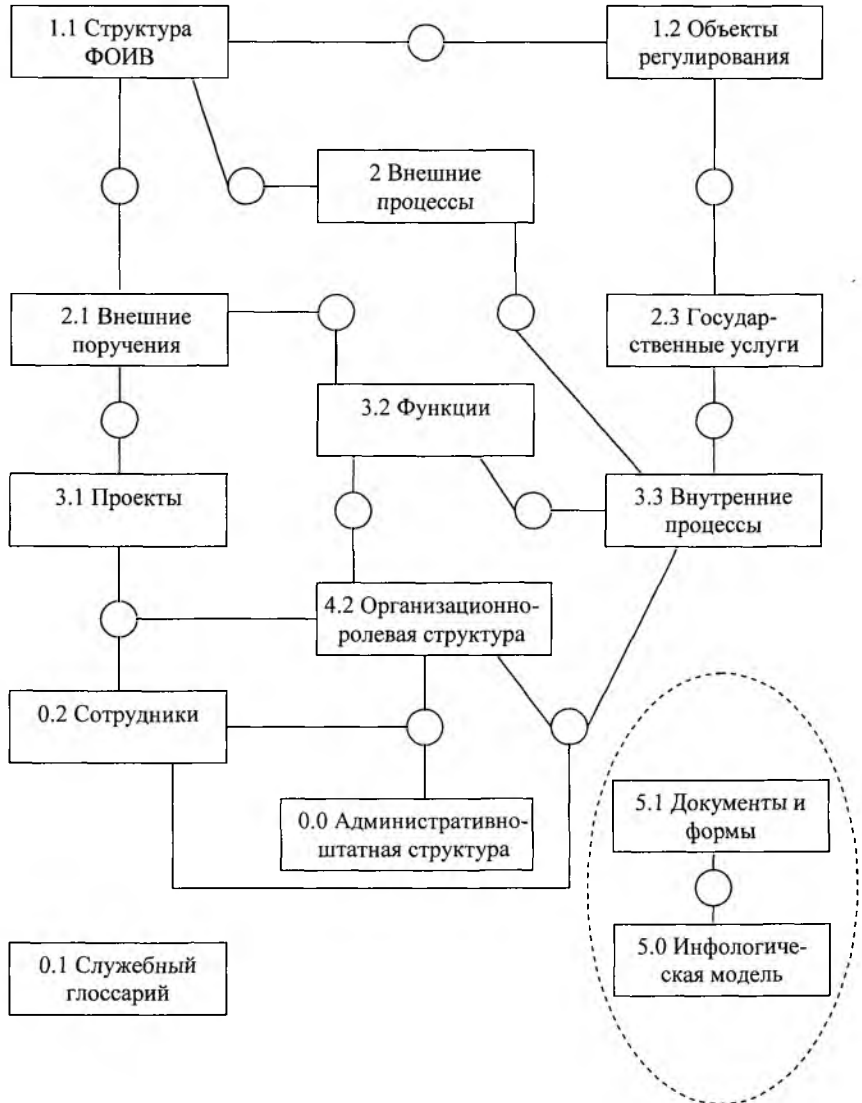 1.1 Структура
ФОИВ
1.2 Объекты
регулирования
2 Внешние
процессы
2.1 Внешние
поручения
2.3 Государ-
ственные услуги
3.2 Функции
3.1 Проекты
3.3 Внутренние
процессы
4.2 Организационно-
ролевая структура
0.2 Сотрудники
0.0 Административно-
штатная структура
5.1 Документы и
формы
0.1 Служебный
глоссарий
5.0 Инфологиче-
ская модель